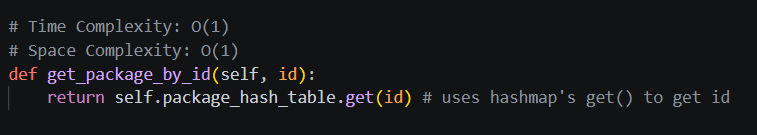 # Time Complexity: O(1)
# Space Complexity: O(1)
def get_package_by_id(self, id):
    return self.package_hash_table.get(id) # uses hashmap's get() to get id